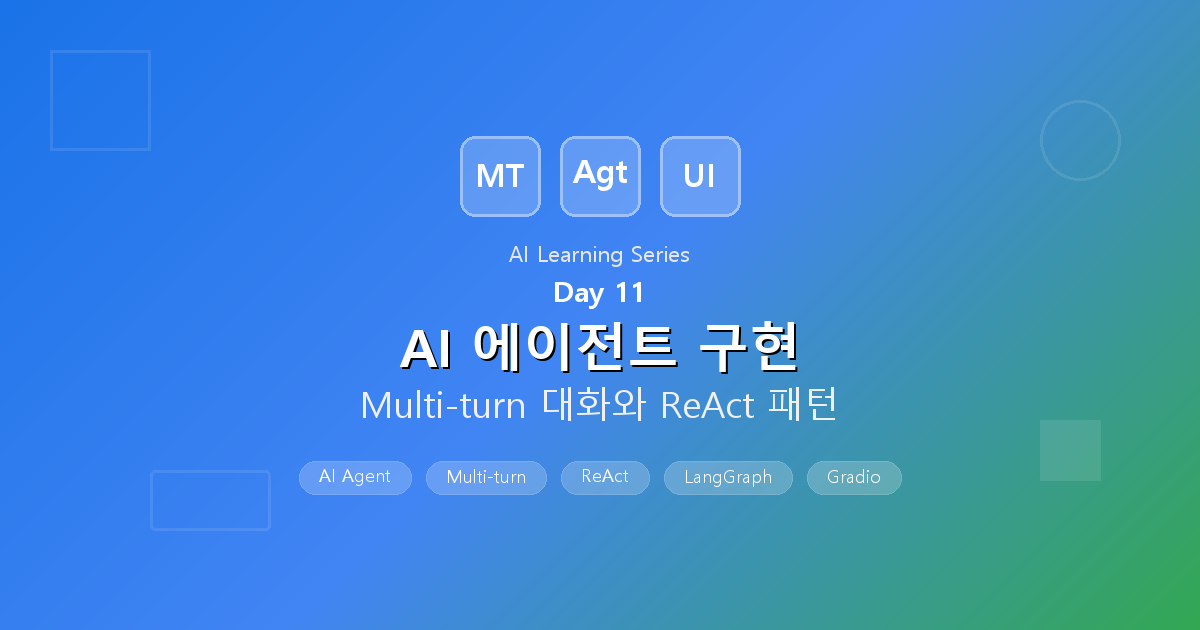 MT Agt UI
AI Learning Series
Day 11
AI 에이전트 구현
Multi-turn 대화와 ReAct 패턴
AI Agent Multi-turn ReAct LangGraph Gradio